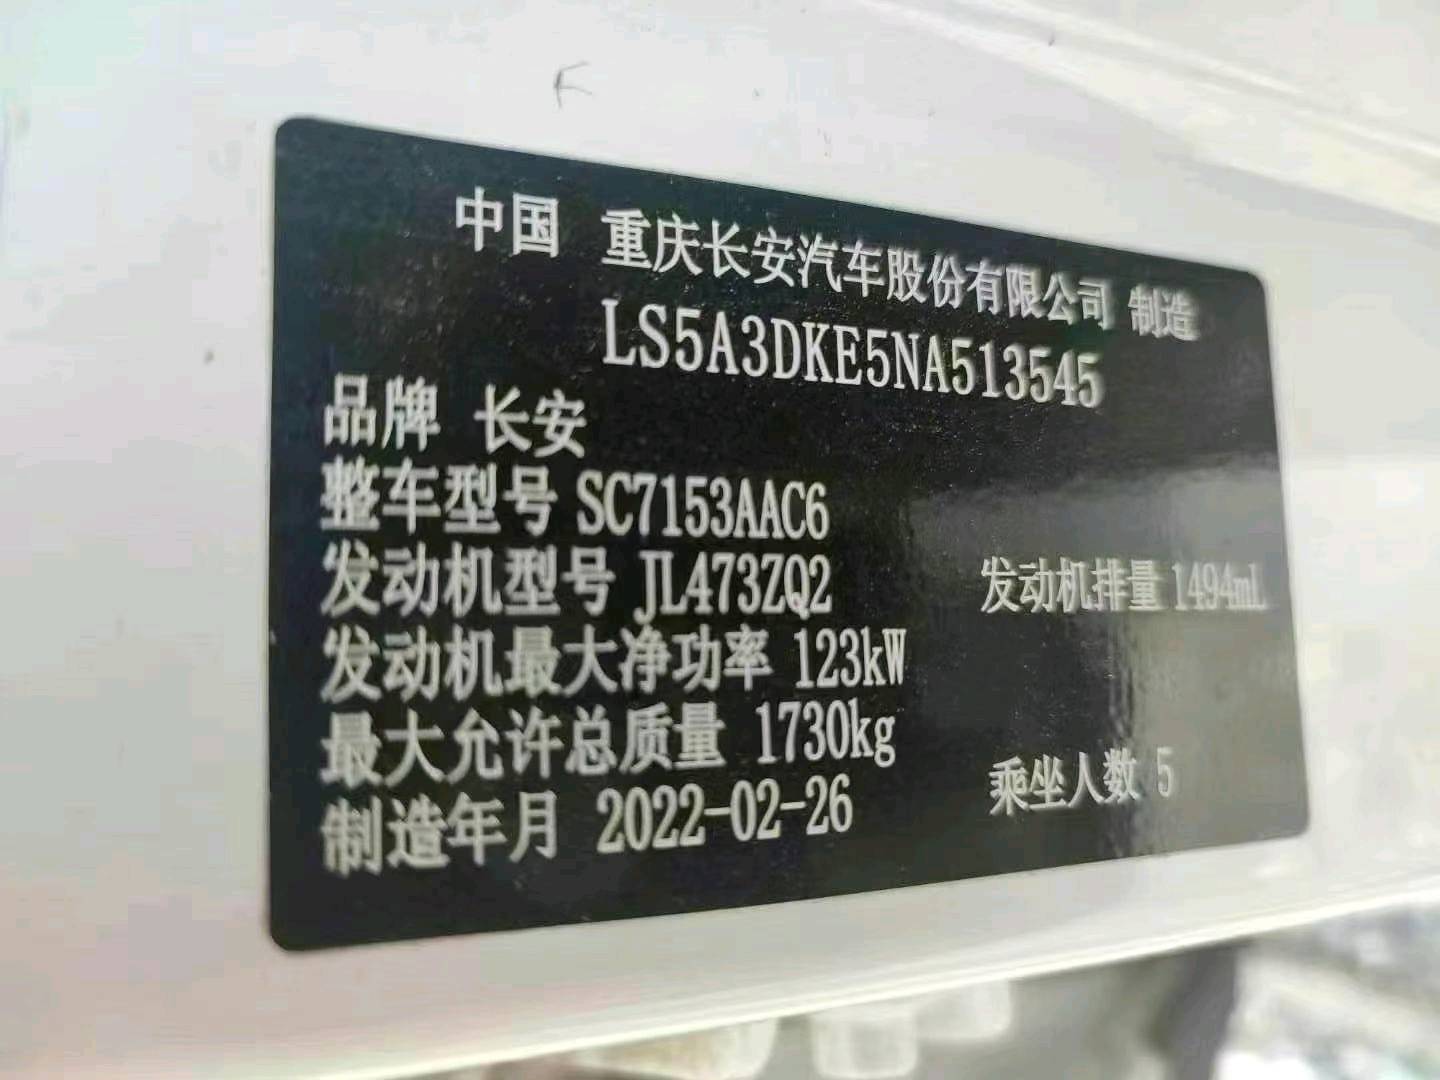 中国 重庆长安汽车股份有限公司 制造
LS5A3DKE5NA513545
品牌 长安
整车型号 SC7153AAC6
发动机型号 JL473ZQ2 发动机排量 1494mL
发动机最大净功率 123kW
最大允许总质量 1730kg
制造年月 2022-02-26 乘坐人数 5